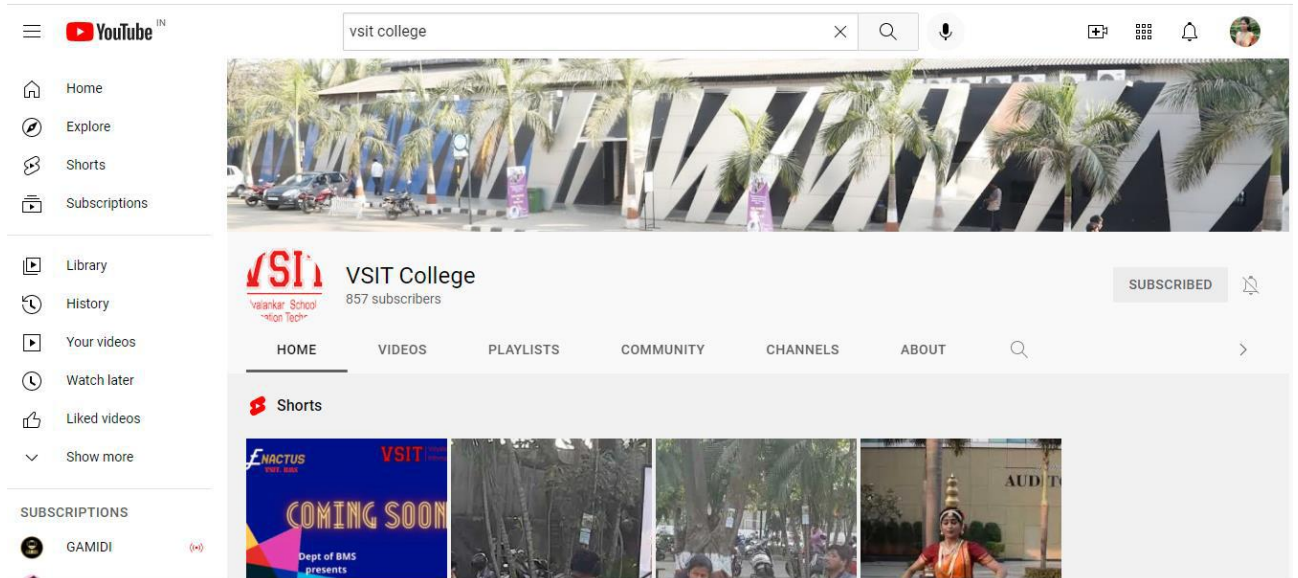 YouTube IN
vsit college
Home
Explore
Shorts
Subscriptions
Library
History
Your videos
Watch later
Liked videos
Show more
SUBSCRIPTIONS
GAMIDI
VSIT
VSIT College
857 subscribers
SUBSCRIBED
HOME VIDEOS PLAYLISTS COMMUNITY CHANNELS ABOUT
Shorts
ENACTUS
VSIT. BMS
VSIT
COMING SOON
Dept of BMS
presents